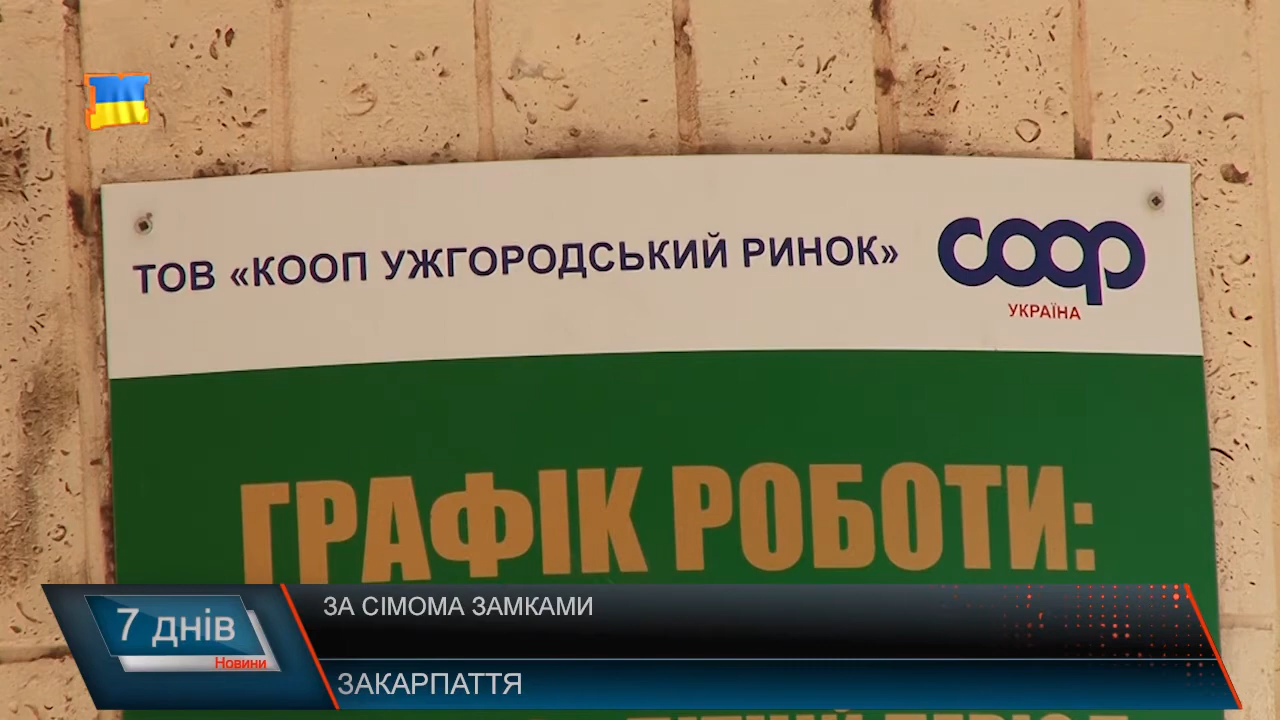 ТОВ «КООП УЖГОРОДСЬКИЙ РИНОК»
coop
УКРАЇНА
ГРАФІК РОБОТИ:
7 днів
Новини
ЗА СІМОМА ЗАМКАМИ
ЗАКАРПАТТЯ